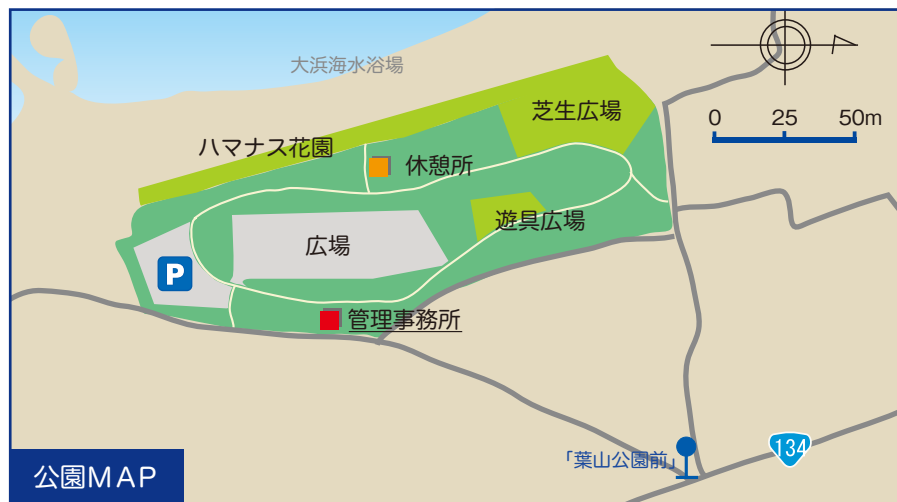 大浜海水浴場
芝生広場
0 25 50m
ハマナス花園
休憩所
遊具広場
広場
P
管理事務所
134
「葉山公園前」
公園MAP